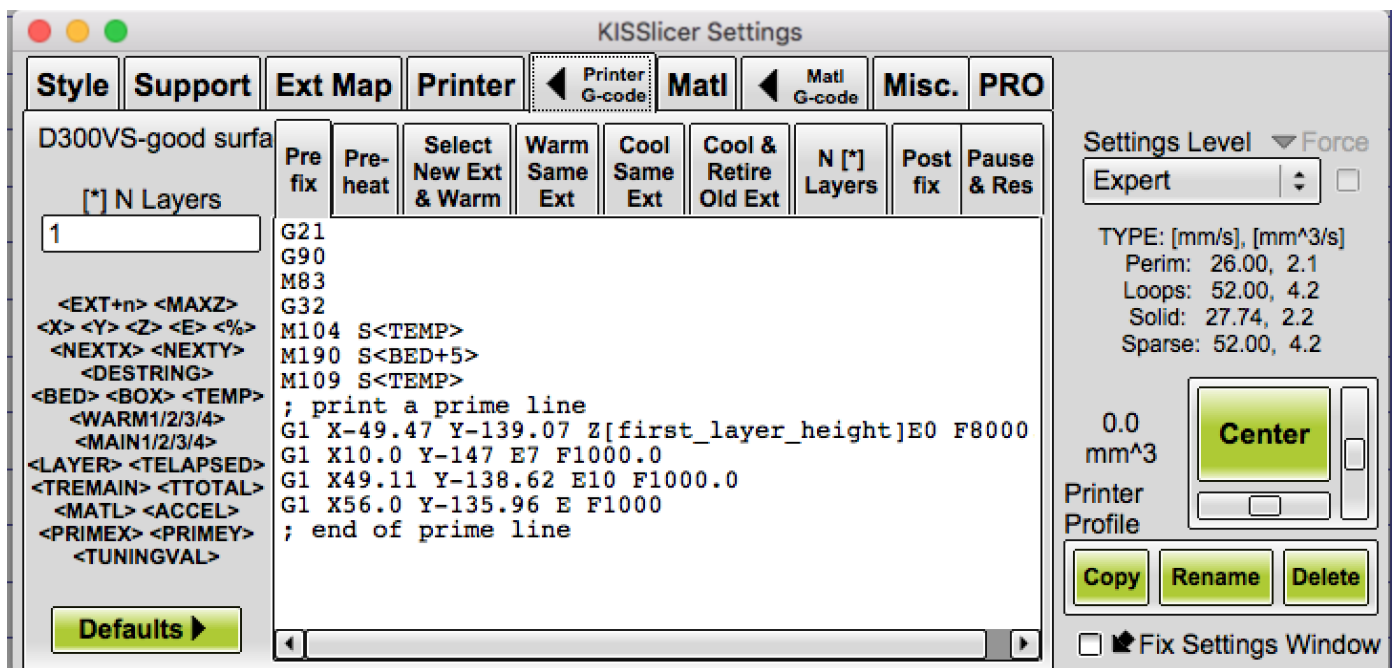 KISSlicer Settings
Style Support Ext Map Printer Printer G-code Matl Matl G-code Misc. PRO
D300VS-good surfa
[*] N Layers
1
<EXT+n> <MAXZ>
<X> <Y> <Z> <E> <%>
<NEXTX> <NEXTY>
<DESTRING>
<BED> <BOX> <TEMP>
<WARM1/2/3/4>
<MAIN1/2/3/4>
<LAYER> <TELAPSED>
<TREMAIN> <TTOTAL>
<MATL> <ACCEL>
<PRIMEX> <PRIMEY>
<TUNINGVAL>
Defaults
Pre fix
Pre- heat
Select New Ext & Warm
Warm Same Ext
Cool Same Ext
Cool & Retire Old Ext
N [*] Layers
Post fix
Pause & Res
G21
G90
M83
G32
M104 S<TEMP>
M190 S<BED+5>
M109 S<TEMP>
; print a prime line
G1 X-49.47 Y-139.07 Z[first_layer_height]E0 F8000
G1 X10.0 Y-147 E7 F1000.0
G1 X49.11 Y-138.62 E10 F1000.0
G1 X56.0 Y-135.96 E F1000
; end of prime line
Settings Level Force
Expert
TYPE: [mm/s], [mm^3/s]
Perim: 26.00, 2.1
Loops: 52.00, 4.2
Solid: 27.74, 2.2
Sparse: 52.00, 4.2
0.0
mm^3
Center
Printer
Profile
Copy Rename Delete
Fix Settings Window